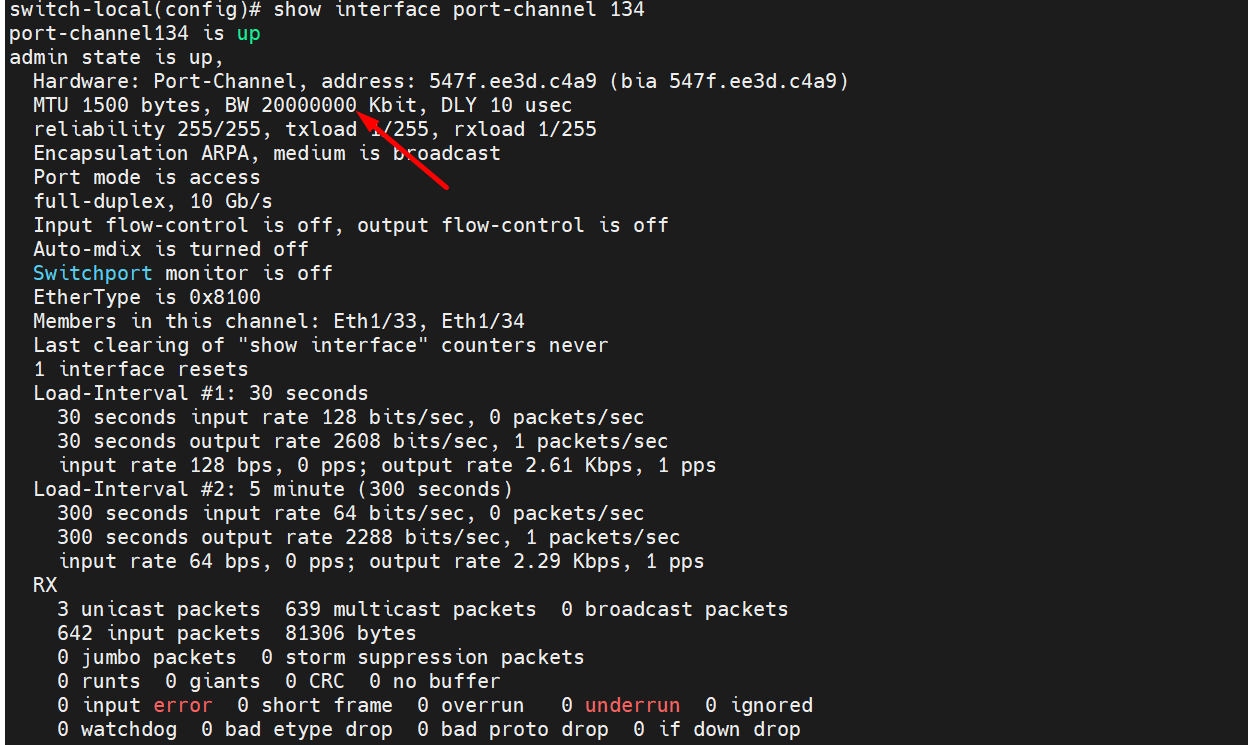 switch-local(config)# show interface port-channel 134
port-channel134 is up
admin state is up,
Hardware: Port-Channel, address: 547f.ee3d.c4a9 (bia 547f.ee3d.c4a9)
MTU 1500 bytes, BW 20000000 Kbit, DLY 10 usec
reliability 255/255, txload 1/255, rxload 1/255
Encapsulation ARPA, medium is broadcast
Port mode is access
full-duplex, 10 Gb/s
Input flow-control is off, output flow-control is off
Auto-mdix is turned off
Switchport monitor is off
EtherType is 0x8100
Members in this channel: Eth1/33, Eth1/34
Last clearing of "show interface" counters never
1 interface resets
Load-Interval #1: 30 seconds
30 seconds input rate 128 bits/sec, 0 packets/sec
30 seconds output rate 2608 bits/sec, 1 packets/sec
input rate 128 bps, 0 pps; output rate 2.61 Kbps, 1 pps
Load-Interval #2: 5 minute (300 seconds)
300 seconds input rate 64 bits/sec, 0 packets/sec
300 seconds output rate 2288 bits/sec, 1 packets/sec
input rate 64 bps, 0 pps; output rate 2.29 Kbps, 1 pps
RX
3 unicast packets  639 multicast packets  0 broadcast packets
642 input packets  81306 bytes
0 jumbo packets  0 storm suppression packets
0 runts  0 giants  0 CRC  0 no buffer
0 input error  0 short frame  0 overrun   0 underrun  0 ignored
0 watchdog  0 bad etype drop  0 bad proto drop  0 if down drop